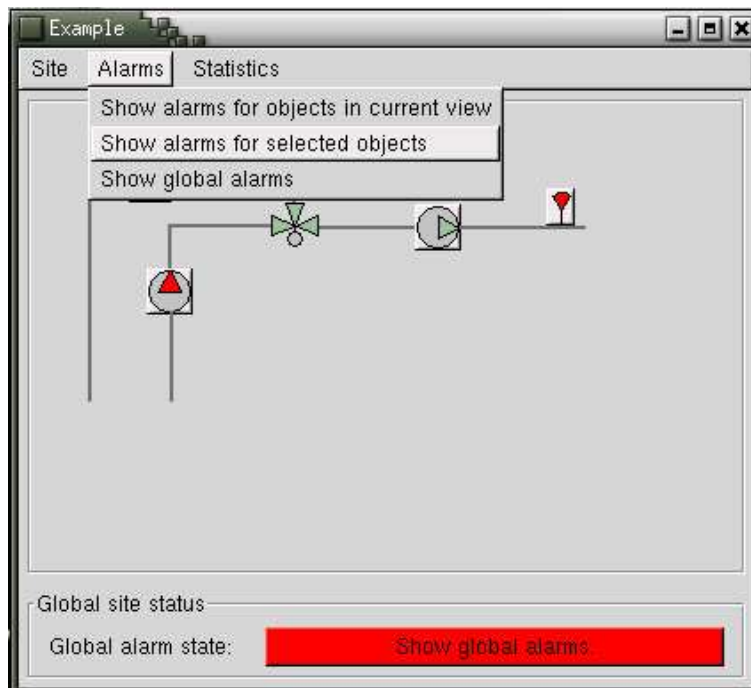 Example
Site Alarms Statistics
Show alarms for objects in current view
Show alarms for selected objects
Show global alarms
Global site status
Global alarm state: Show global alarms.